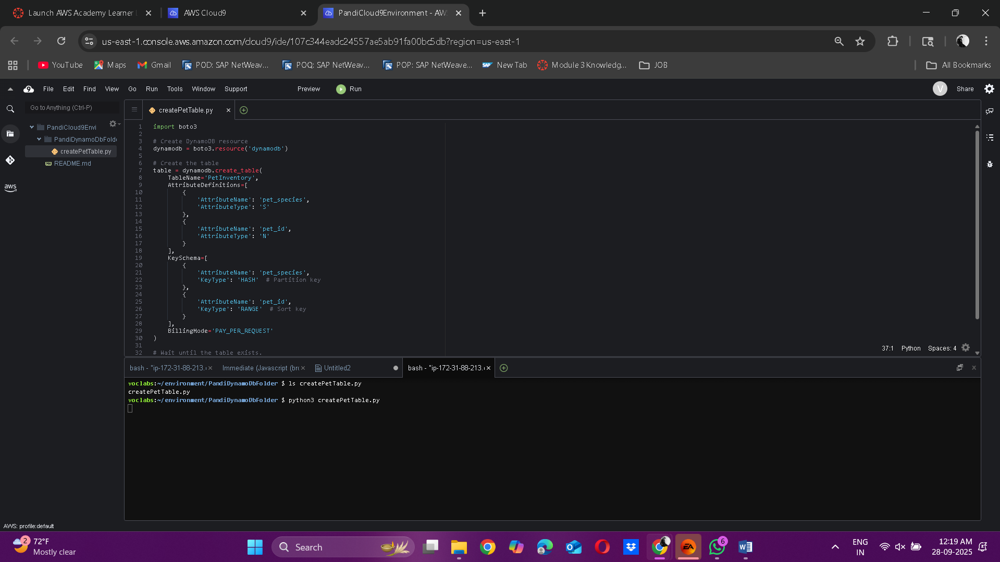 Launch AWS Academy Learner
AWS Cloud9
PandiCloud9Environment - AW
us-east-1.console.aws.amazon.com/cloud9/ide/107c344eadc24557ae5ab91fa00bc5db?region=us-east-1
YouTube
Maps
Gmail
POD: SAP NetWeav...
POQ: SAP NetWeav...
POP: SAP NetWeave...
SAP
New Tab
Module 3 Knowledg...
JOB
All Bookmarks
9
File Edit Find View Go Run Tools Window Support Preview Run
V
Share
Go to Anything (Ctrl-P)
PandiCloud9Envi
PandiDynamoDbFold
createPetTable.py
README.md
aws
createPetTable.py
1 import boto3
2
3 # Create DynamoDB resource
4 dynamodb = boto3.resource('dynamodb')
5
6 # Create the table
7 table = dynamodb.create_table(
8 TableName='PetInventory',
9 AttributeDefinitions=[
10 {
11 'AttributeName': 'pet_species',
12 'AttributeType': 'S'
13 },
14 {
15 'AttributeName': 'pet_id',
16 'AttributeType': 'N'
17 }
18 ],
19 KeySchema=[
20 {
21 'AttributeName': 'pet_species',
22 'KeyType': 'HASH' # Partition key
23 },
24 {
25 'AttributeName': 'pet_id',
26 'KeyType': 'RANGE' # Sort key
27 }
28 ],
29 BillingMode='PAY_PER_REQUEST'
30 )
31
32 # Wait until the table exists.
37:1 Python Spaces: 4
bash - "ip-172-31-88-213.
Immediate (Javascript (bro
Untitled2
bash - "ip-172-31-88-213.
voclabs:~/environment/PandiDynamoDbFolder $ ls createPetTable.py
createPetTable.py
voclabs:~/environment/PandiDynamoDbFolder $ python3 createPetTable.py
AWS: profile:default
2
72°F
Mostly clear
Search
EA
6
W
ENG
IN
12:19 AM
28-09-2025